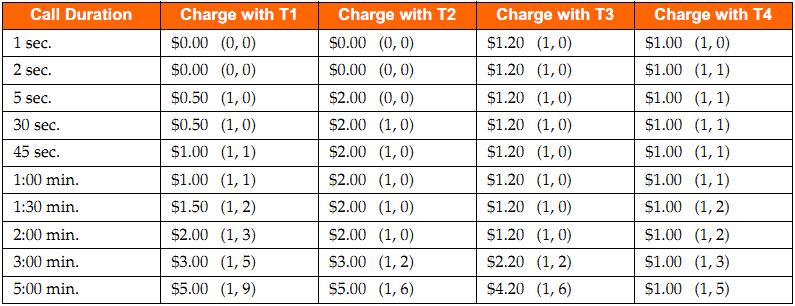 Call Duration Charge with T1 Charge with T2 Charge with T3 Charge with T4
1 sec. $0.00 (0, 0) $0.00 (0, 0) $1.20 (1, 0) $1.00 (1, 0)
2 sec. $0.00 (0, 0) $0.00 (0, 0) $1.20 (1, 0) $1.00 (1, 1)
5 sec. $0.50 (1, 0) $2.00 (0, 0) $1.20 (1, 0) $1.00 (1, 1)
30 sec. $0.50 (1, 0) $2.00 (1, 0) $1.20 (1, 0) $1.00 (1, 1)
45 sec. $1.00 (1, 1) $2.00 (1, 0) $1.20 (1, 0) $1.00 (1, 1)
1:00 min. $1.00 (1, 1) $2.00 (1, 0) $1.20 (1, 0) $1.00 (1, 1)
1:30 min. $1.50 (1, 2) $2.00 (1, 0) $1.20 (1, 0) $1.00 (1, 2)
2:00 min. $2.00 (1, 3) $2.00 (1, 0) $1.20 (1, 0) $1.00 (1, 2)
3:00 min. $3.00 (1, 5) $3.00 (1, 2) $2.20 (1, 2) $1.00 (1, 3)
5:00 min. $5.00 (1, 9) $5.00 (1, 6) $4.20 (1, 6) $1.00 (1, 5)